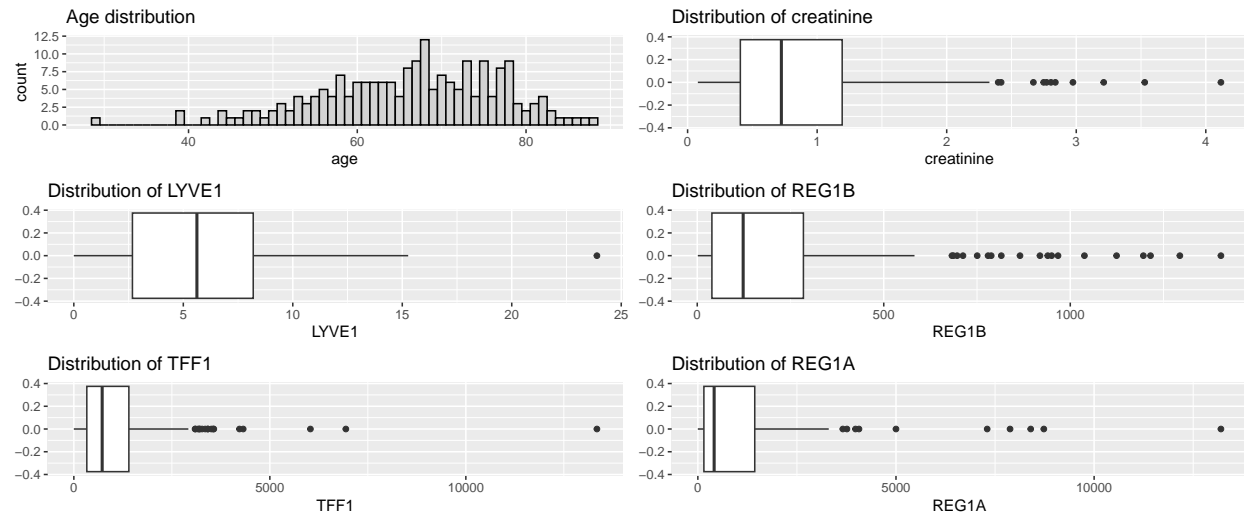 Age distribution
12.5
10.0
7.5
5.0
2.5
0.0
count
40 60 80
age
Distribution of creatinine
0.4
0.2
0.0
−0.2
−0.4
0 1 2 3 4
creatinine
Distribution of LYVE1
0.4
0.2
0.0
−0.2
−0.4
0 5 10 15 20 25
LYVE1
Distribution of REG1B
0.4
0.2
0.0
−0.2
−0.4
0 500 1000
REG1B
Distribution of TFF1
0.4
0.2
0.0
−0.2
−0.4
0 5000 10000
TFF1
Distribution of REG1A
0.4
0.2
0.0
−0.2
−0.4
0 5000 10000
REG1A